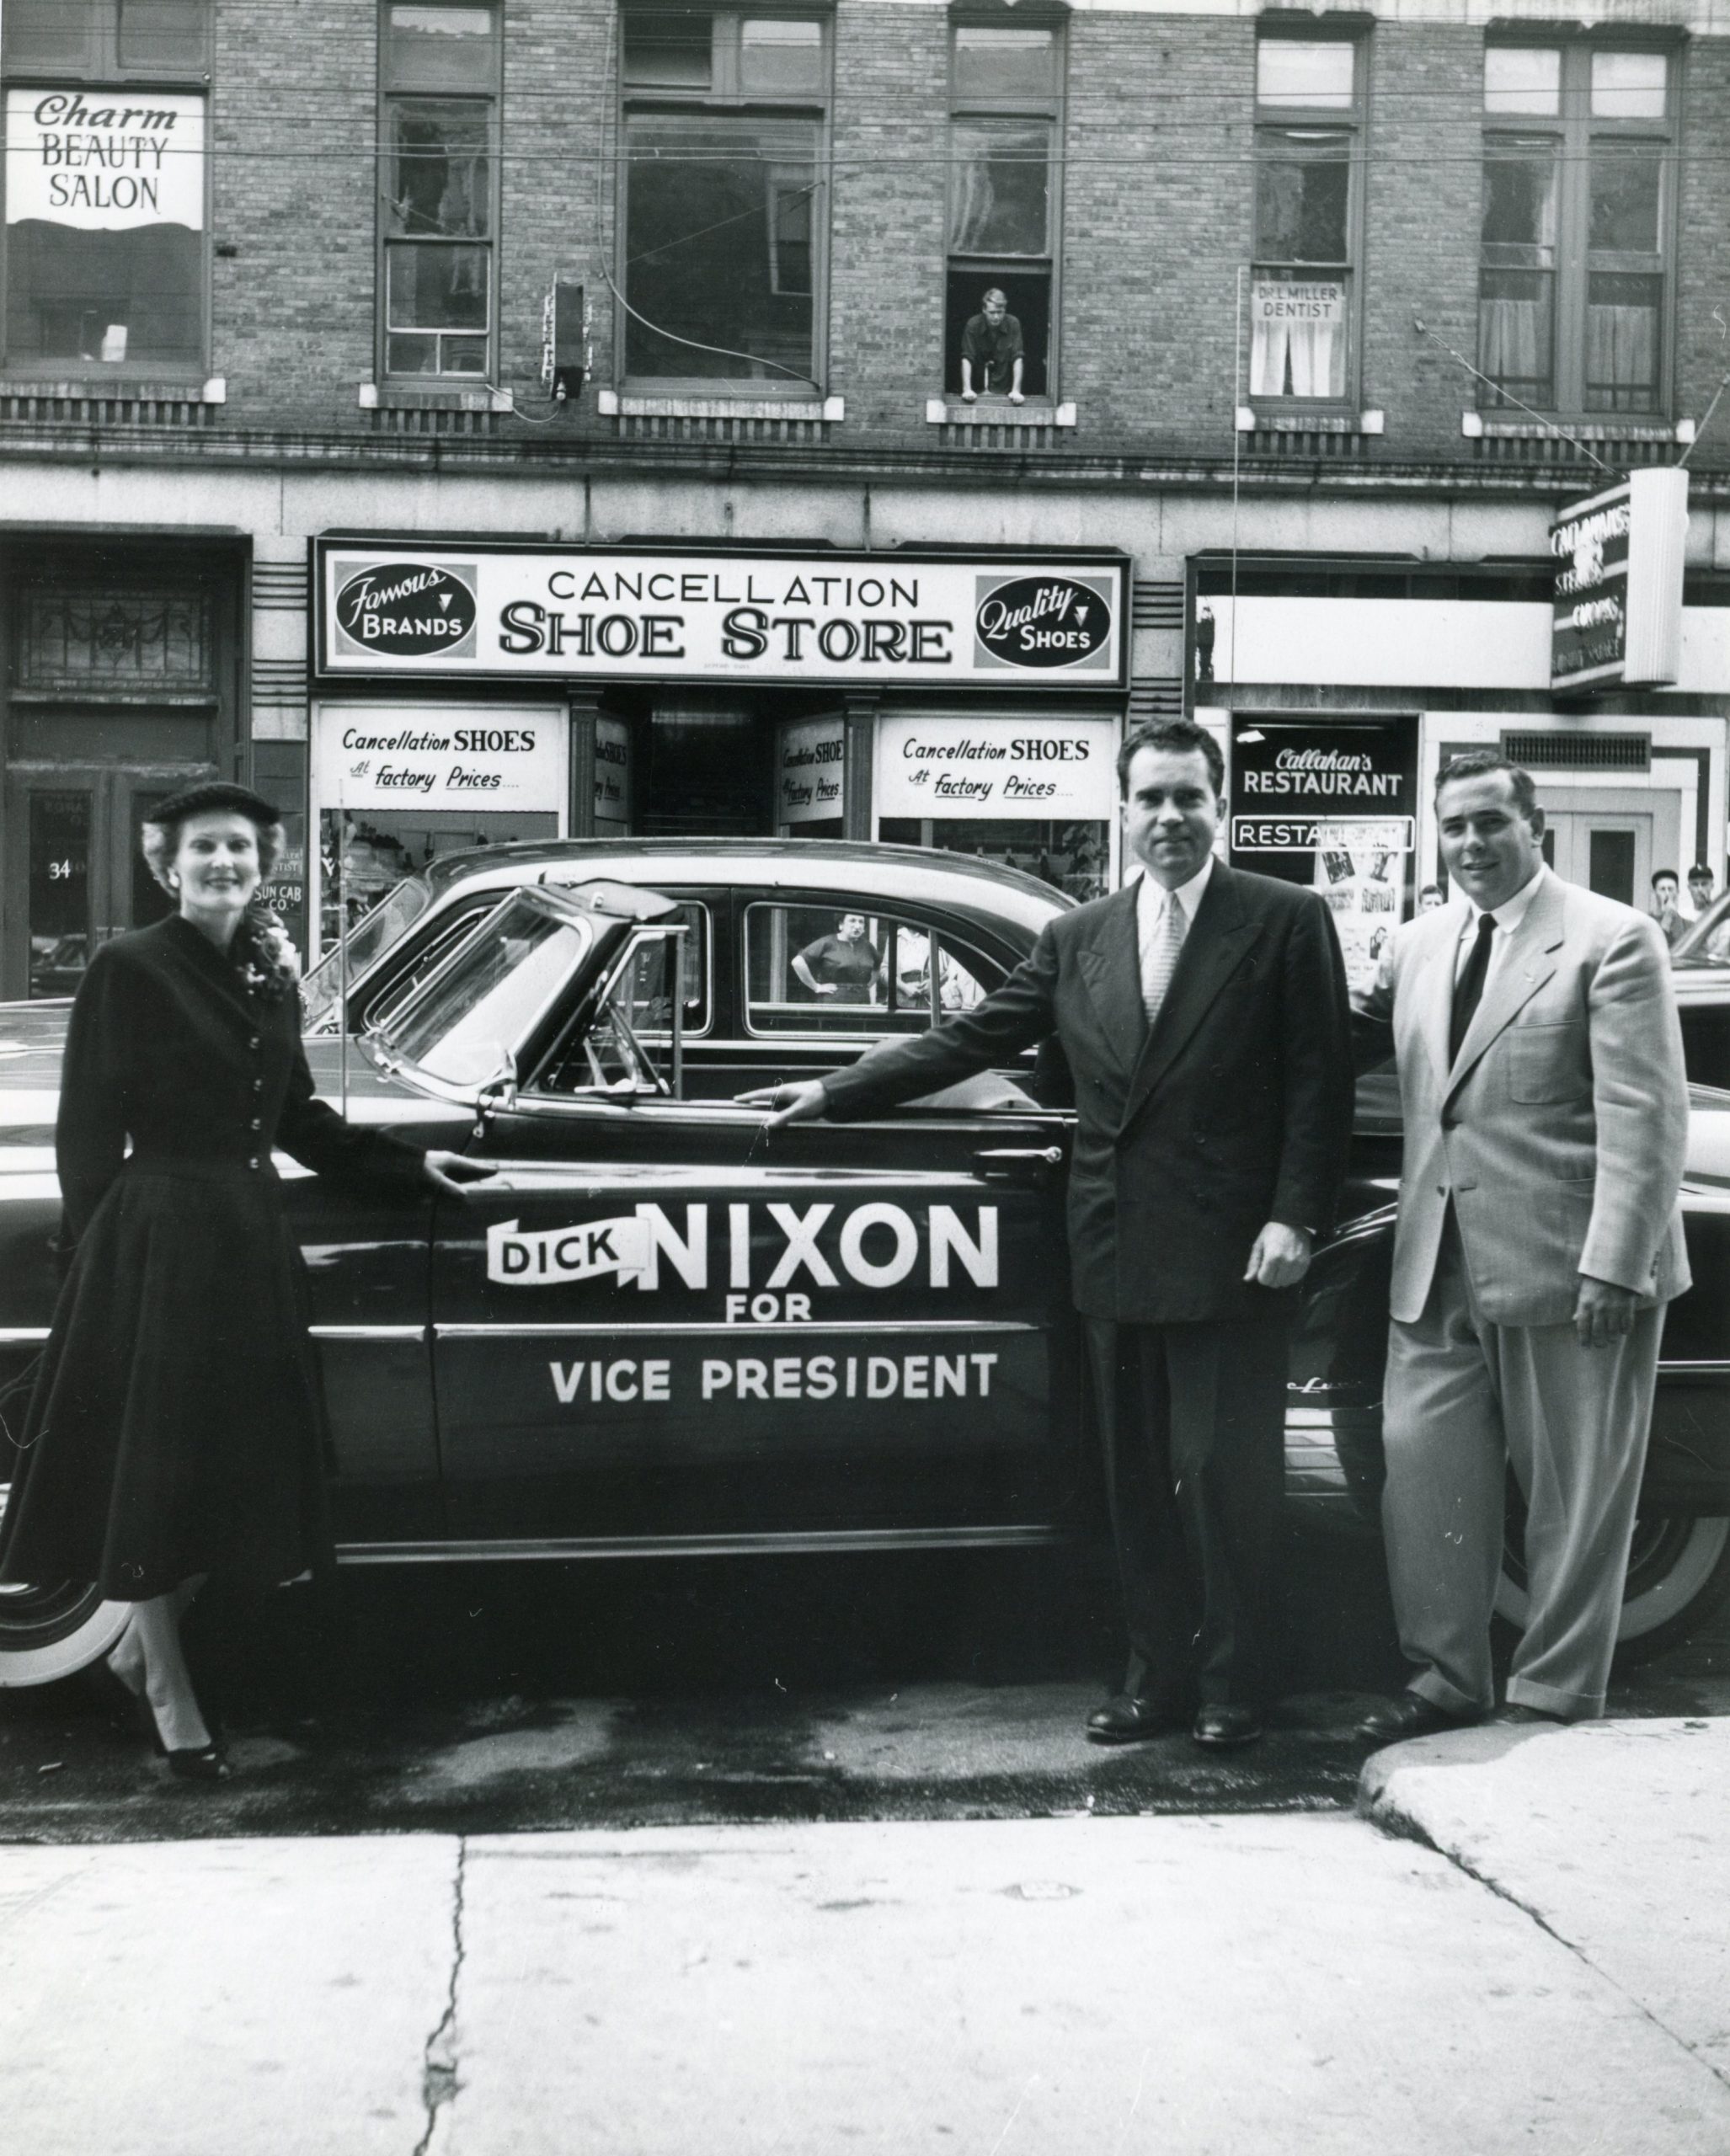 Charm
BEAUTY
SALON
DR. L. MILLER
DENTIST
Famous
BRANDS
CANCELLATION
SHOE STORE
Quality
SHOES
Cancellation SHOES
At Factory Prices....
Cancellation SHOES
At Factory Prices....
Callahan's
RESTAURANT
34
SUN CAB
CO.
DICK NIXON
FOR
VICE PRESIDENT